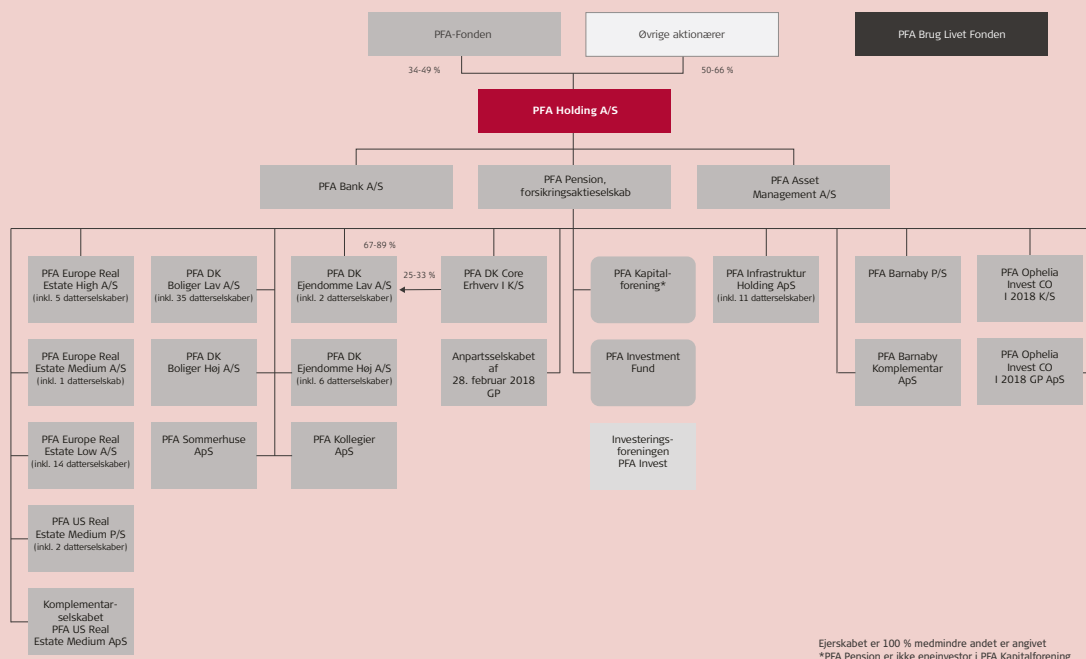 PFA-Fonden
Øvrige aktionærer
PFA Brug Livet Fonden
34-49 %
50-66 %
PFA Holding A/S
PFA Bank A/S
PFA Pension,
forsikringsaktieselskab
PFA Asset
Management A/S
67-89 %
25-33 %
PFA Europe Real
Estate High A/S
(inkl. 5 datterselskaber)
PFA DK
Boliger Lav A/S
(inkl. 35 datterselskaber)
PFA DK
Ejendomme Lav A/S
(inkl. 2 datterselskaber)
PFA DK Core
Erhverv I K/S
PFA Kapital-
forening*
PFA Infrastruktur
Holding ApS
(inkl. 11 datterselskaber)
PFA Barnaby P/S
PFA Ophelia
Invest CO
I 2018 K/S
PFA Europe Real
Estate Medium A/S
(inkl. 1 datterselskab)
PFA DK
Boliger Høj A/S
PFA DK
Ejendomme Høj A/S
(inkl. 6 datterselskaber)
Anpartsselskabet
af
28. februar 2018
GP
PFA Investment
Fund
PFA Barnaby
Komplementar
ApS
PFA Ophelia
Invest CO
I 2018 GP ApS
PFA Europe Real
Estate Low A/S
(inkl. 14 datterselskaber)
PFA Sommerhuse
ApS
PFA Kollegier
ApS
Investerings-
foreningen
PFA Invest
PFA US Real
Estate Medium P/S
(inkl. 2 datterselskaber)
Komplementar-
selskabet
PFA US Real
Estate Medium ApS
Ejerskabet er 100 % medmindre andet er angivet
*PFA Pension er ikke eneinvestor i PFA Kapitalforening